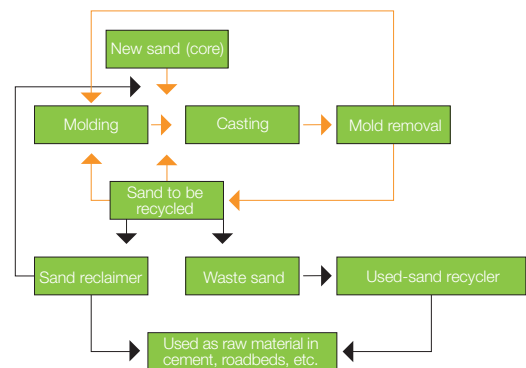 New sand (core)
Molding
Casting
Mold removal
Sand to be
recycled
Sand reclaimer
Waste sand
Used-sand recycler
Used as raw material in
cement, roadbeds, etc.